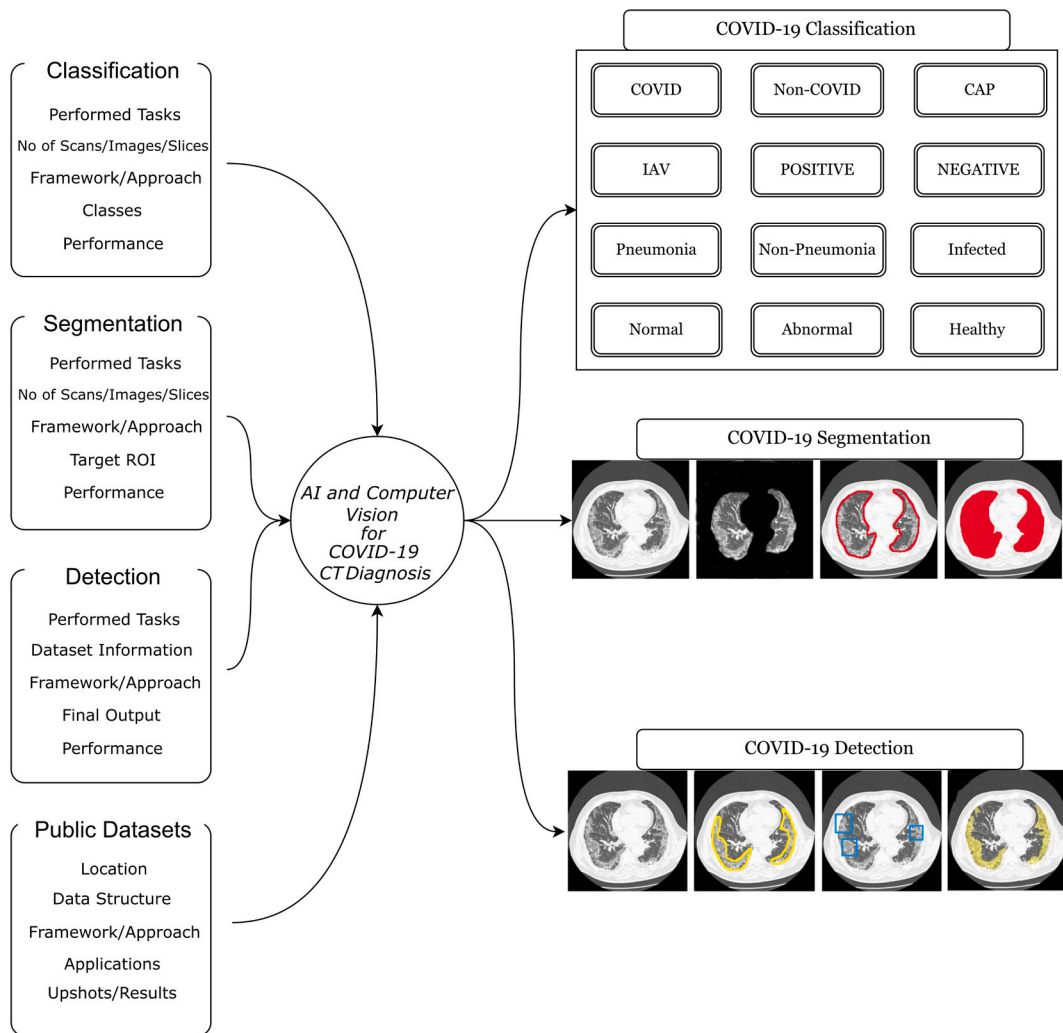 Classification
Performed Tasks
No of Scans/Images/Slices
Framework/Approach
Classes
Performance
Segmentation
Performed Tasks
No of Scans/Images/Slices
Framework/Approach
Target ROI
Performance
Detection
Performed Tasks
Dataset Information
Framework/Approach
Final Output
Performance
Public Datasets
Location
Data Structure
Framework/Approach
Applications
Upshots/Results
AI and Computer
Vision
for
COVID-19
CT Diagnosis
COVID-19 Classification
COVID
Non-COVID
CAP
IAV
POSITIVE
NEGATIVE
Pneumonia
Non-Pneumonia
Infected
Normal
Abnormal
Healthy
COVID-19 Segmentation
COVID-19 Detection